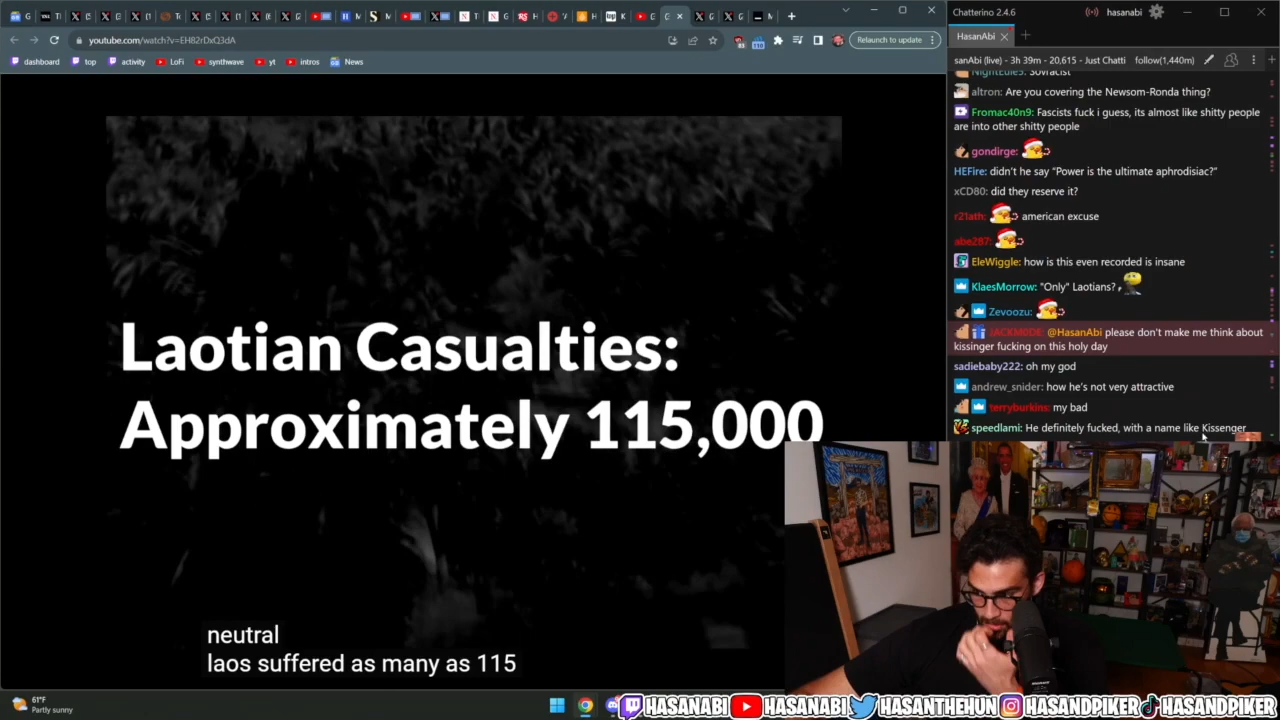 Chatterino 2.4.6
hasanabi
youtube.com/watch?v=EH82rDxQ3dA
Relaunch to update
HasanAbi
dashboard
top
activity
LoFi
synthwave
yt
intros
News
sanAbi (live) - 3h 39m - 20,615 - Just Chatti
follow(1,440m)
altron: Are you covering the Newsom-Ronda thing?
Fromac40n9: Fascists fuck i guess, its almost like shitty people
are into other shitty people
gondirge:
HEFire: didn't he say "Power is the ultimate aphrodisiac?"
xCD80: did they reserve it?
r21ath: american excuse
abe287:
EleWiggle: how is this even recorded is insane
KlaesMorrow: "Only" Laotians?
Zevoozu:
JACKM0DE: @HasanAbi please don't make me think about
kissinger fucking on this holy day
sadiebaby222: oh my god
andrew_snider: how he's not very attractive
terryburkins: my bad
speedlami: He definitely fucked, with a name like Kissenger
Laotian Casualties:
Approximately 115,000
neutral
laos suffered as many as 115
61°F
Partly sunny
HASANABI
HASANABI
HASANTHEHUN
HASANDPIKER
HASANDPIKER